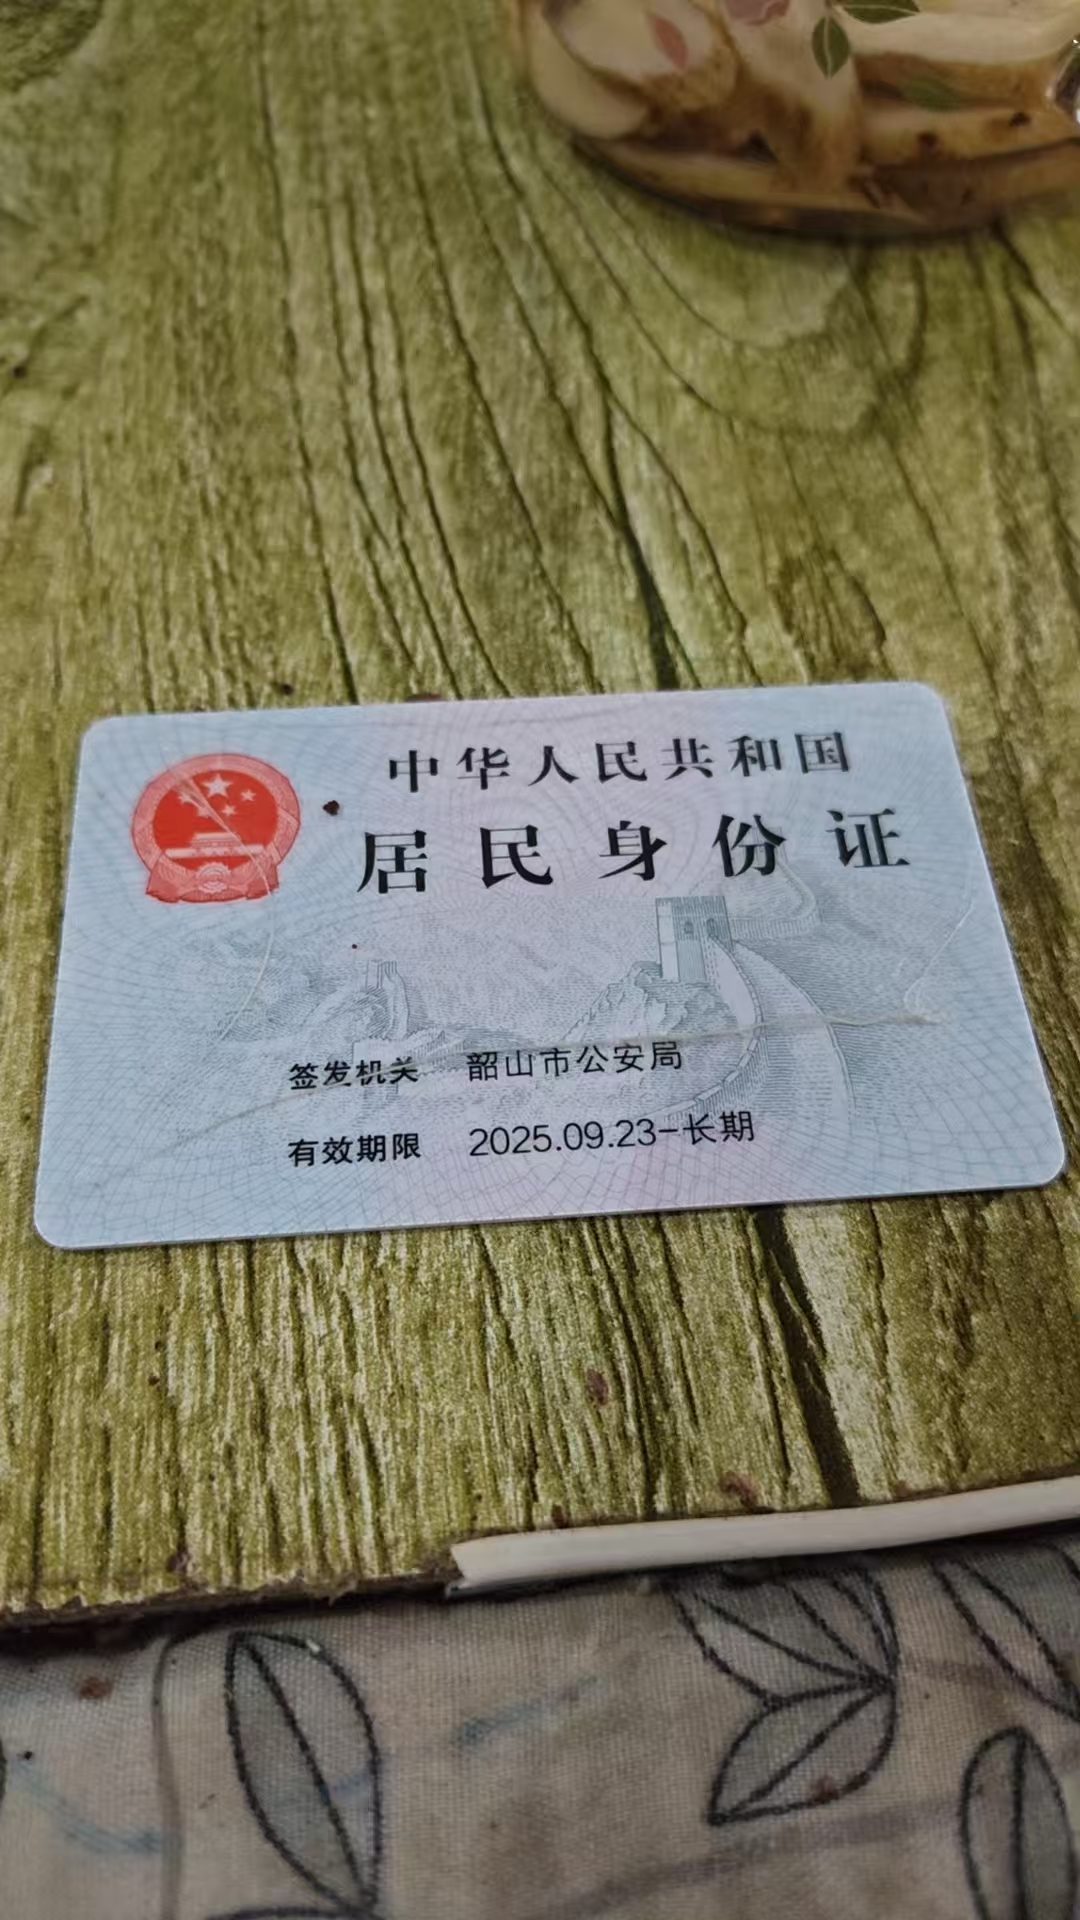 中华人民共和国
居民身份证
签发机关 韶山市公安局
有效期限 2025.09.23-长期